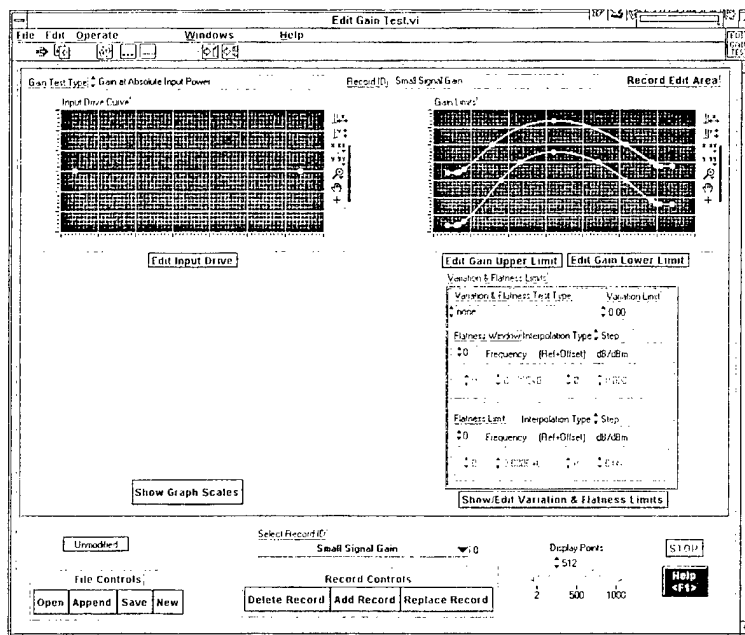 Edit Gain Test.vi
File Edit Operate Windows Help
Gain Test Type Gain at Absolute Input Power Record ID Small Signal Gain Record Edit Area
Input Drive Curve Gain Limits
Edit Input Drive Edit Gain Upper Limit Edit Gain Lower Limit
Variation & Flatness Limits
Variation & Flatness Test Type Variation Limit
none 0.00
Flatness Window Interpolation Type Step
0 Frequency (Ref+Offset) dB/dBm
Flatness Limit Interpolation Type Step
0 Frequency (Ref+Offset) dB/dBm
Show Graph Scales
Show/Edit Variation & Flatness Limits
Unmodified
Select Record ID
Small Signal Gain 0
Display Points
512
2 500 1000
STOP
File Controls
Open Append Save New
Record Controls
Delete Record Add Record Replace Record
Help
<F1>